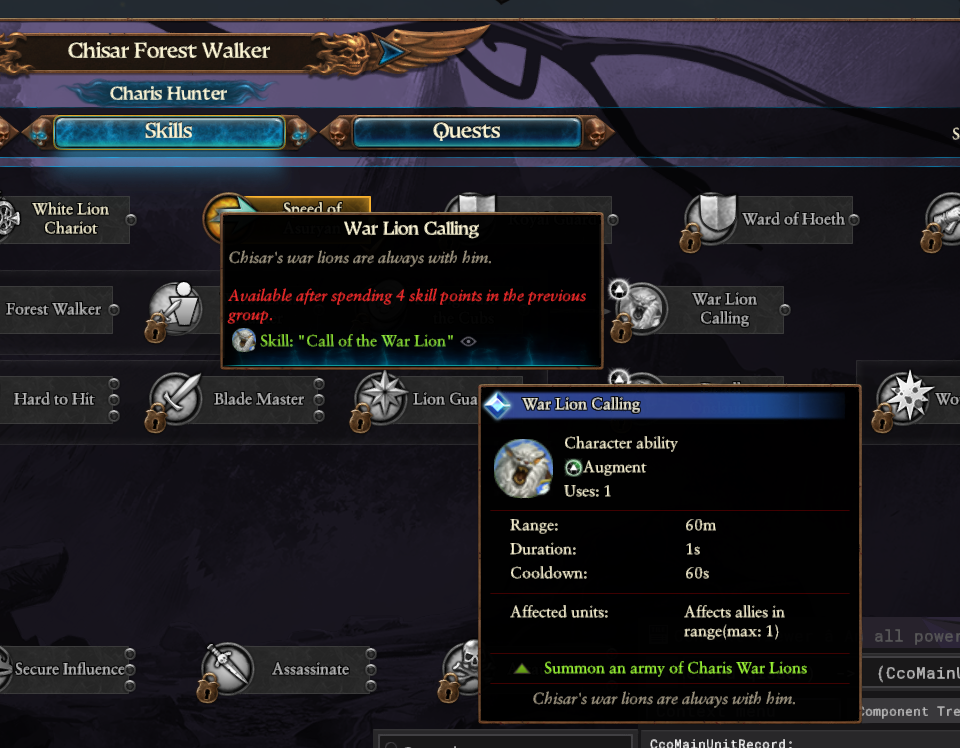 Chisar Forest Walker
Charis Hunter
Skills
Quests
S
White Lion
Chariot
Speed of
Ward of Hoeth
War Lion Calling
Chisar's war lions are always with him.
Available after spending 4 skill points in the previous
group.
Skill: "Call of the War Lion"
Forest Walker
War Lion
Calling
Hard to Hit
Blade Master
Lion Gua
Wo
War Lion Calling
Character ability
Augment
Uses: 1
Range: 60m
Duration: 1s
Cooldown: 60s
Affected units: Affects allies in
range(max: 1)
Summon an army of Charis War Lions
Chisar's war lions are always with him.
Secure Influence
Assassinate
all power
(CcoMainU
Component Tre
CcoMainUnitRecord: